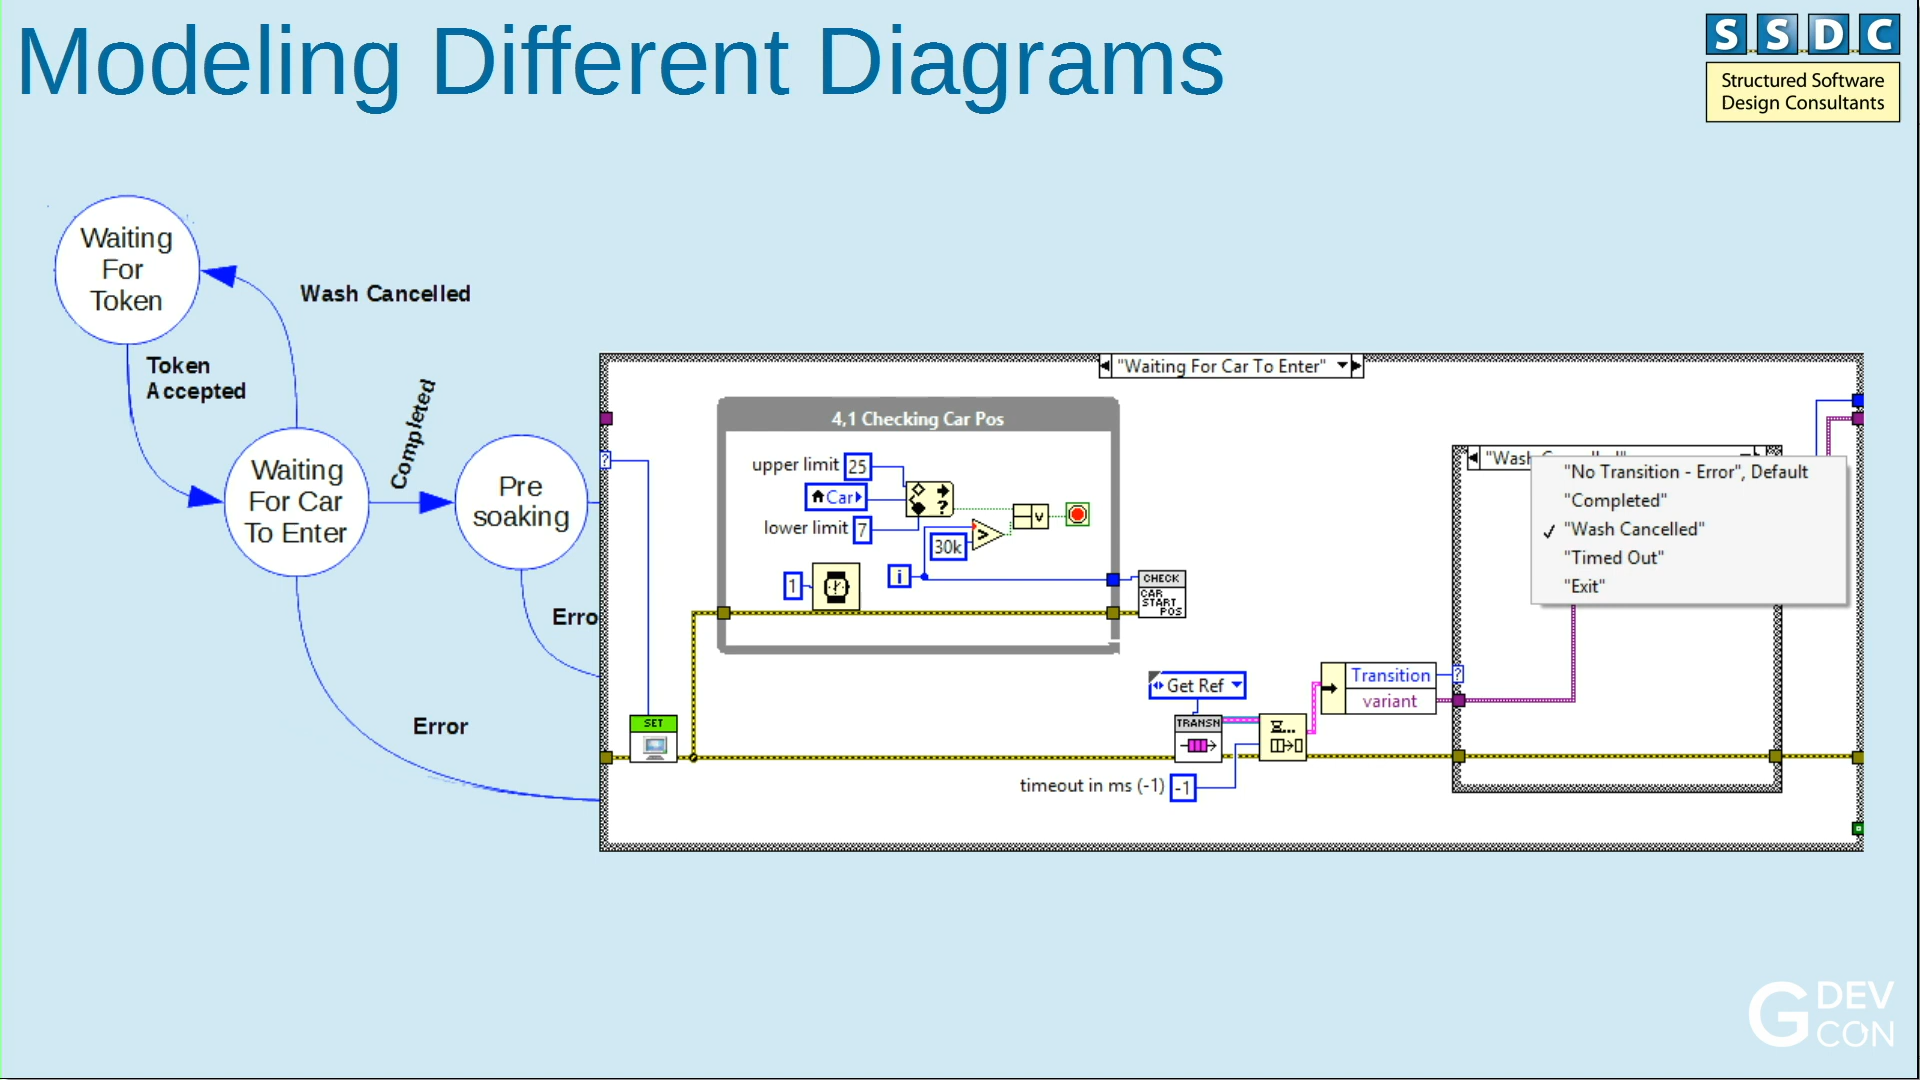 Modeling Different Diagrams
S S D C
Structured Software
Design Consultants
Waiting
For
Token
Wash Cancelled
Token
Accepted
Completed
Waiting
For Car
To Enter
Pre
soaking
Erro
Error
"Waiting For Car To Enter"
4,1 Checking Car Pos
upper limit 25
Car
lower limit 7
30k
i
1
CHECK
CAR
START
POS
SET
Get Ref
TRANSN
timeout in ms (-1) -1
Transition
variant
"No Transition - Error", Default
"Completed"
"Wash Cancelled"
"Timed Out"
"Exit"
G DEV
CON